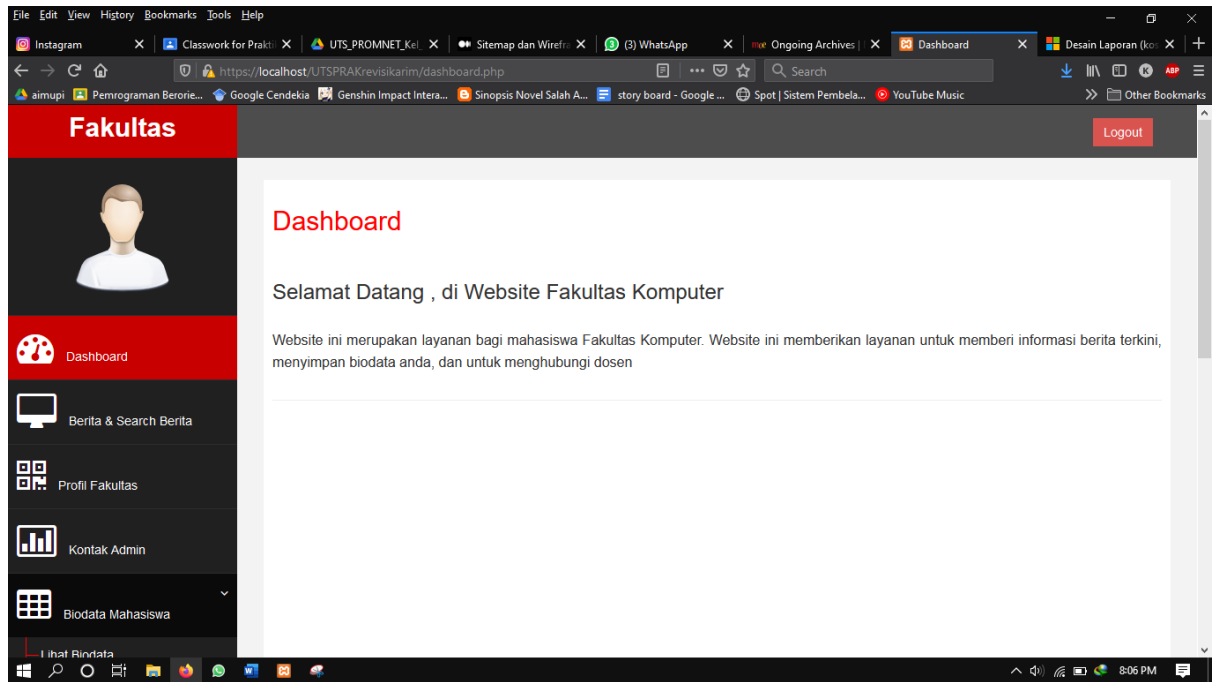 File Edit View History Bookmarks Tools Help
Instagram
Classwork for Prakti
UTS_PROMNET_Kel_
Sitemap dan Wirefra
(3) WhatsApp
Ongoing Archives |
Dashboard
Desain Laporan (kos
https://localhost/UTSPRAKrevisikarim/dashboard.php
Search
K
ABP
aimupi
Pemrograman Berorie...
Google Cendekia
Genshin Impact Intera...
Sinopsis Novel Salah A...
story board - Google ...
Spot | Sistem Pembela...
YouTube Music
Other Bookmarks
Fakultas
Logout
Dashboard
Selamat Datang , di Website Fakultas Komputer
Website ini merupakan layanan bagi mahasiswa Fakultas Komputer. Website ini memberikan layanan untuk memberi informasi berita terkini,
menyimpan biodata anda, dan untuk menghubungi dosen
Dashboard
Berita & Search Berita
Profil Fakultas
Kontak Admin
Biodata Mahasiswa
Lihat Biodata
8:06 PM